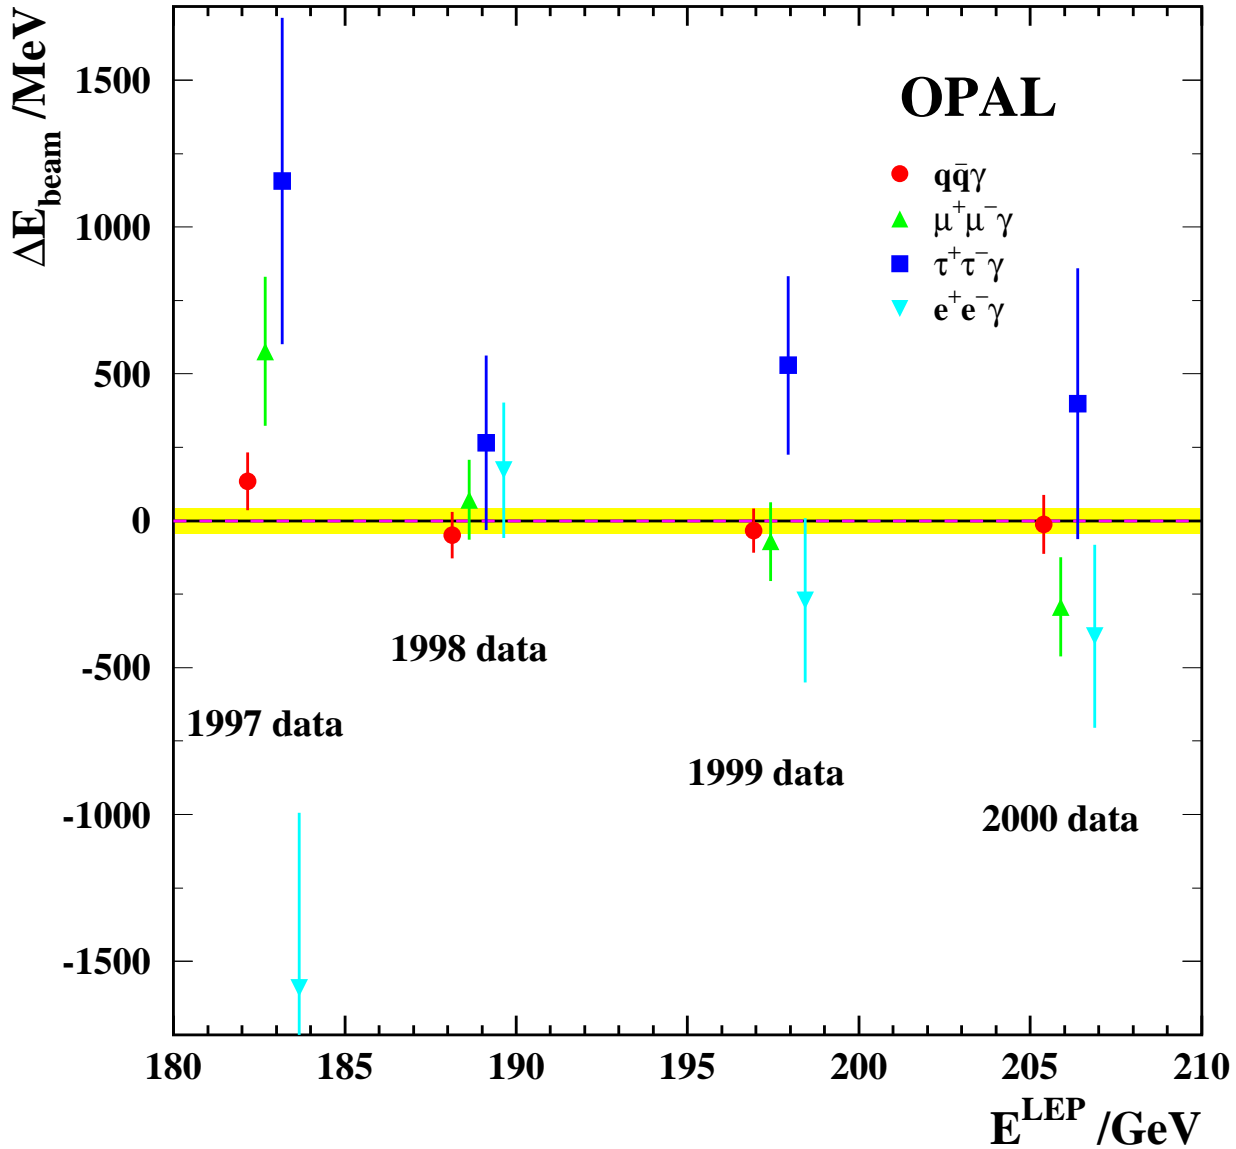 ΔE_beam /MeV
1500
1000
500
0
-500
-1000
-1500
OPAL
qq̄γ
μ⁺μ⁻γ
τ⁺τ⁻γ
e⁺e⁻γ
1998 data
1997 data
1999 data
2000 data
180 185 190 195 200 205 210
E^LEP /GeV